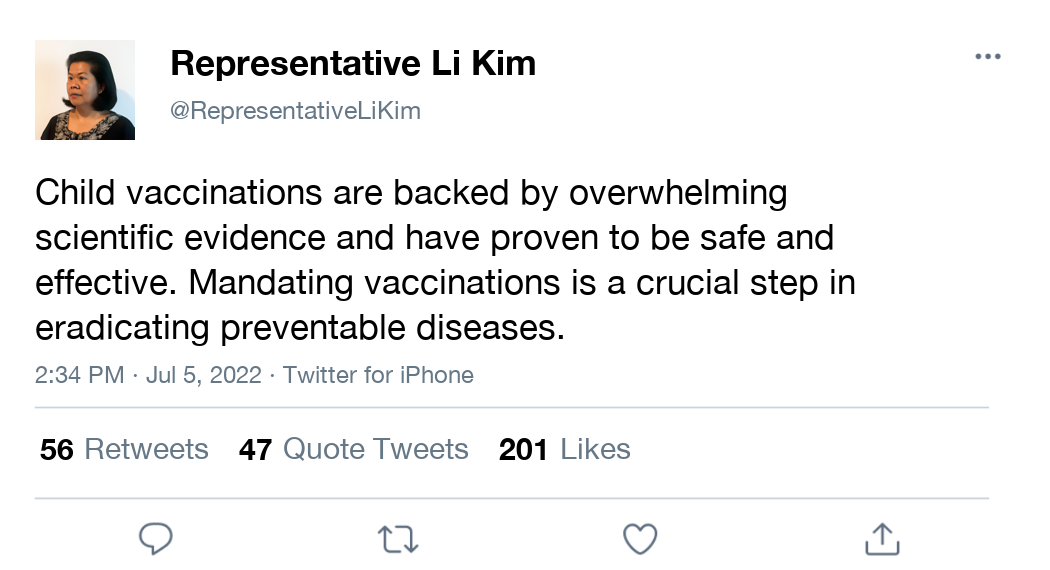 Representative Li Kim
@RepresentativeLiKim
Child vaccinations are backed by overwhelming
scientific evidence and have proven to be safe and
effective. Mandating vaccinations is a crucial step in
eradicating preventable diseases.
2:34 PM · Jul 5, 2022 · Twitter for iPhone
56 Retweets 47 Quote Tweets 201 Likes